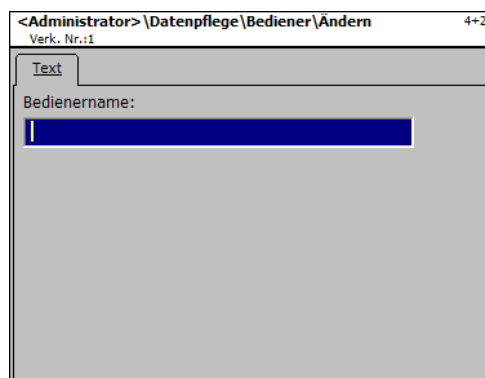 <Administrator>\Datenpflege\Bediener\Ändern 4+2
Verk. Nr.:1
Text
Bedienername: